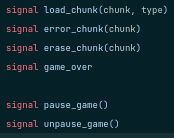 signal load_chunk(chunk, type)
signal error_chunk(chunk)
signal erase_chunk(chunk)
signal game_over
signal pause_game()
signal unpause_game()